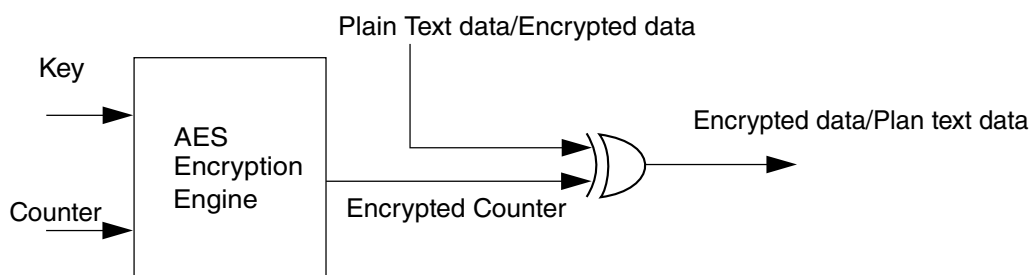 Plain Text data/Encrypted data
Key
AES
Encryption
Engine
Encrypted data/Plan text data
Counter
Encrypted Counter